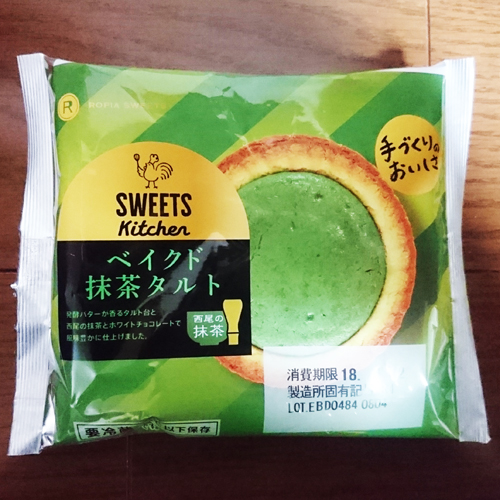 R ROPIA SWEETS
手づくりの
おいしさ
SWEETS
Kitchen
ベイクド
抹茶タルト
発酵バターが香るタルト台と
西尾の抹茶とホワイトチョコレートで
風味豊かに仕上げました。
西尾の
抹茶
消費期限 18.
製造所固有記
LOT.EBD0484
要冷蔵 以下保存